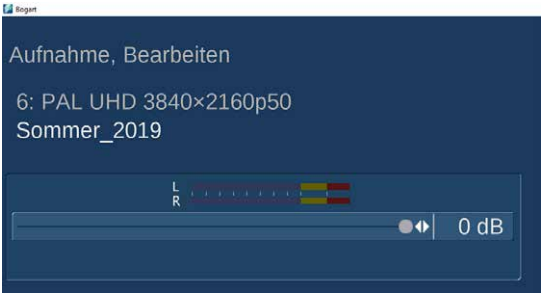 Bogart
Aufnahme, Bearbeiten
6: PAL UHD 3840×2160p50
Sommer_2019
L
R
0 dB